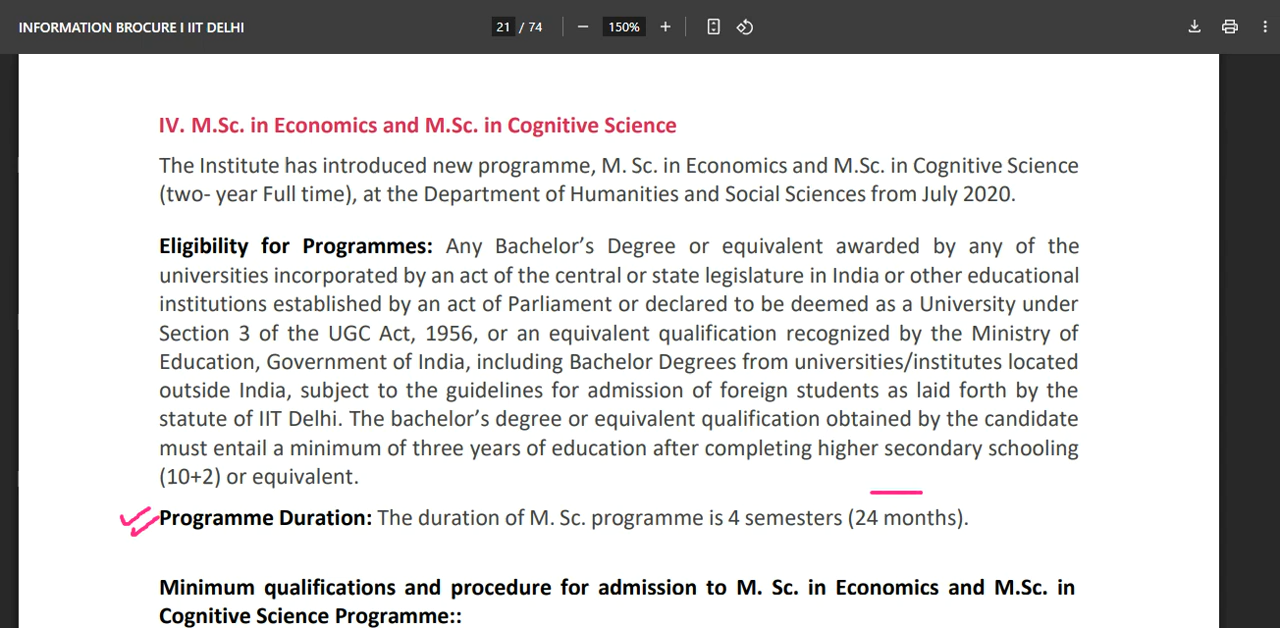 INFORMATION BROCURE I IIT DELHI
21 / 74
150%
IV. M.Sc. in Economics and M.Sc. in Cognitive Science
The Institute has introduced new programme, M. Sc. in Economics and M.Sc. in Cognitive Science
(two- year Full time), at the Department of Humanities and Social Sciences from July 2020.
Eligibility for Programmes: Any Bachelor’s Degree or equivalent awarded by any of the
universities incorporated by an act of the central or state legislature in India or other educational
institutions established by an act of Parliament or declared to be deemed as a University under
Section 3 of the UGC Act, 1956, or an equivalent qualification recognized by the Ministry of
Education, Government of India, including Bachelor Degrees from universities/institutes located
outside India, subject to the guidelines for admission of foreign students as laid forth by the
statute of IIT Delhi. The bachelor’s degree or equivalent qualification obtained by the candidate
must entail a minimum of three years of education after completing higher secondary schooling
(10+2) or equivalent.
Programme Duration: The duration of M. Sc. programme is 4 semesters (24 months).
Minimum qualifications and procedure for admission to M. Sc. in Economics and M.Sc. in
Cognitive Science Programme::